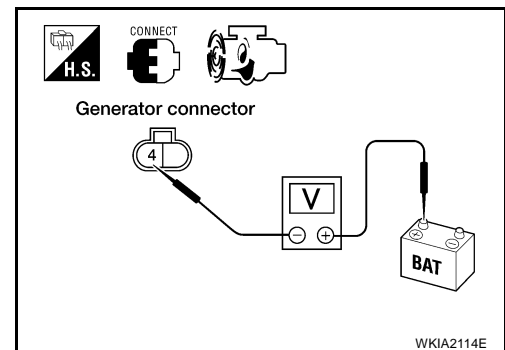 H.S.
CONNECT
Generator connector
4
V
− +
+ −
BAT
WKIA2114E